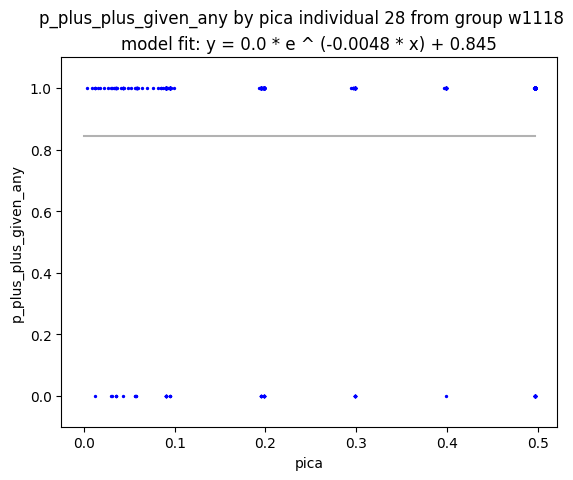 p_plus_plus_given_any by pica individual 28 from group w1118
model fit: y = 0.0 * e ^ (-0.0048 * x) + 0.845
1.0
0.8
0.6
0.4
0.2
0.0
p_plus_plus_given_any
0.0 0.1 0.2 0.3 0.4 0.5
pica